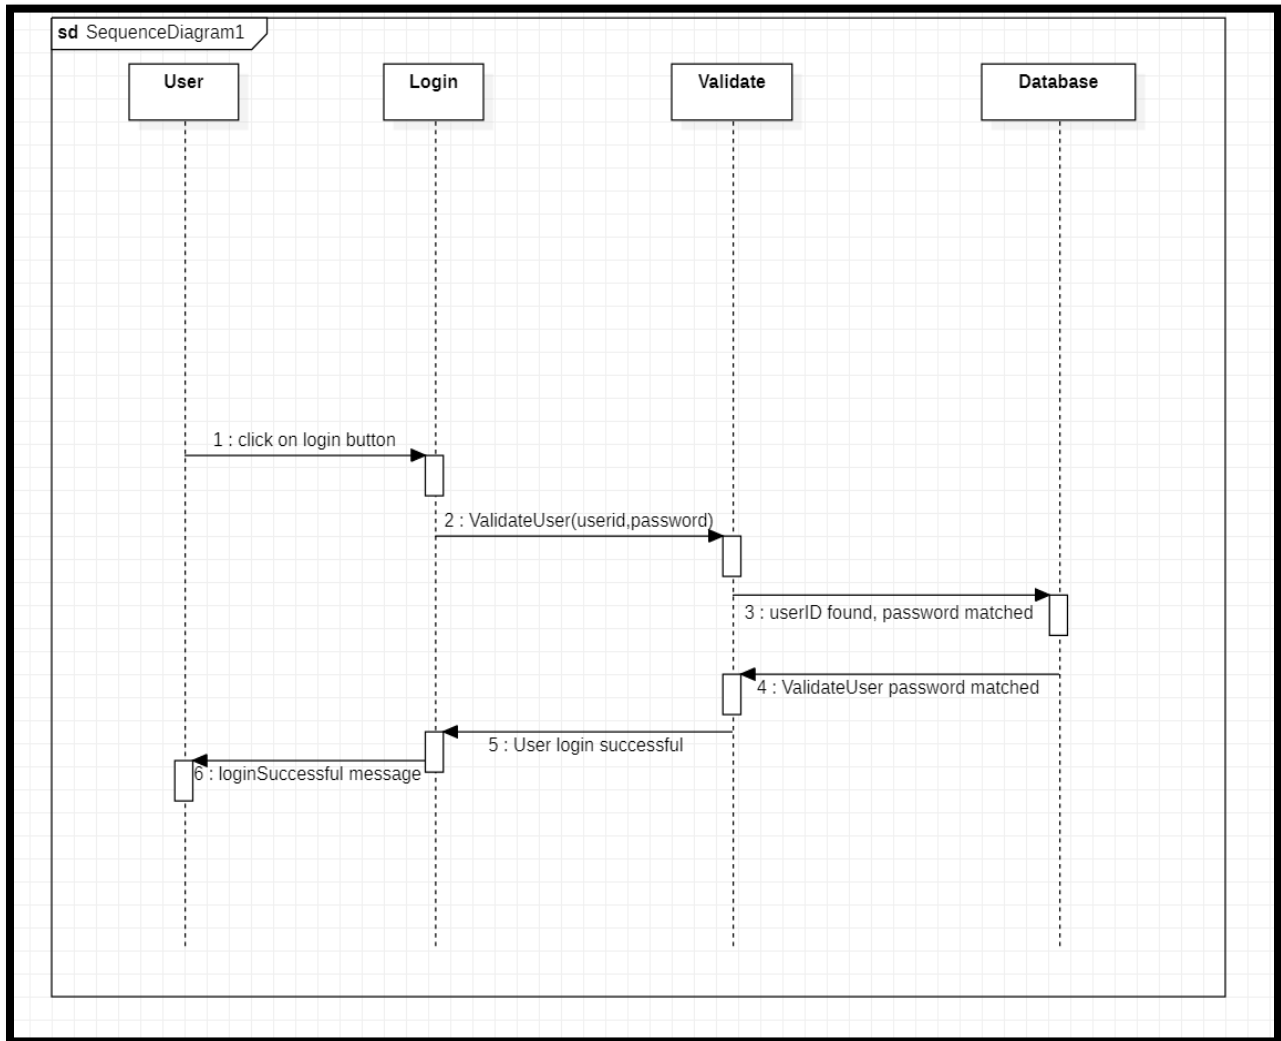 sd SequenceDiagram1
User
Login
Validate
Database
1 : click on login button
2 : ValidateUser(userid,password)
3 : userID found, password matched
4 : ValidateUser password matched
5 : User login successful
6 : loginSuccessful message